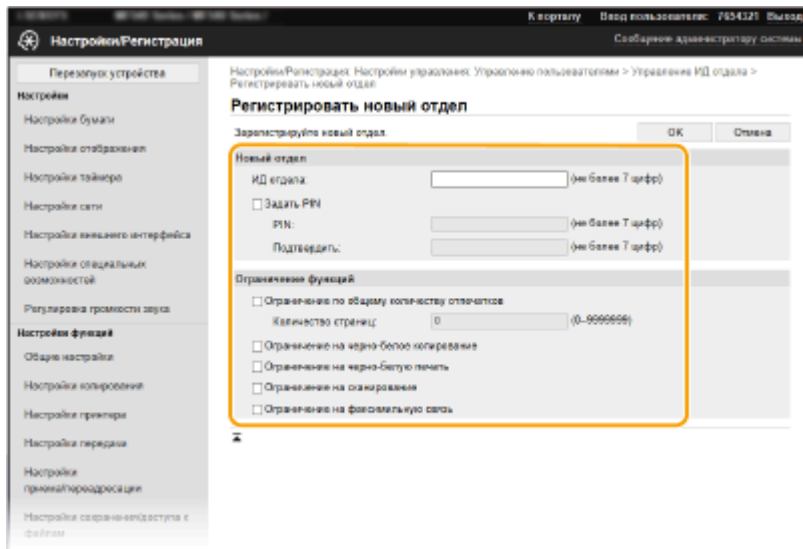 К порталу Ввод пользователя: 7654321 Выход
Настройки/Регистрация
Сообщение администратору системы
Перезапуск устройства
Настройки
Настройки бумаги
Настройки отображения
Настройки таймера
Настройки сети
Настройки внешнего интерфейса
Настройки специальных
возможностей
Регулировка громкости звука
Настройки функций
Общие настройки
Настройки копирования
Настройки принтера
Настройки передачи
Настройки
приема/переадресации
Настройки сохранения/доступа к
файлам
Настройки/Регистрация: Настройки управления: Управление пользователями > Управление ИД отдела >
Регистрировать новый отдел
Регистрировать новый отдел
Зарегистрируйте новый отдел.
OK Отмена
Новый отдел
ИД отдела: (не более 7 цифр)
Задать PIN
PIN: (не более 7 цифр)
Подтвердить: (не более 7 цифр)
Ограничение функций
Ограничение по общему количеству отпечатков
Количество страниц: 0 (0–9999999)
Ограничение на черно-белое копирование
Ограничение на черно-белую печать
Ограничение на сканирование
Ограничение на факсимильную связь